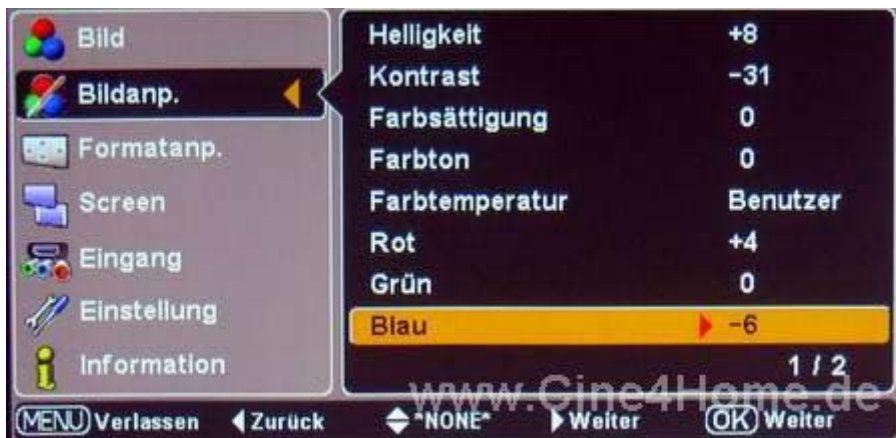 Bild
Bildanp.
Formatanp.
Screen
Eingang
Einstellung
Information
Helligkeit +8
Kontrast -31
Farbsättigung 0
Farbton 0
Farbtemperatur Benutzer
Rot +4
Grün 0
Blau -6
1 / 2
www.Cine4Home.de
MENU Verlassen Zurück *NONE* Weiter OK Weiter